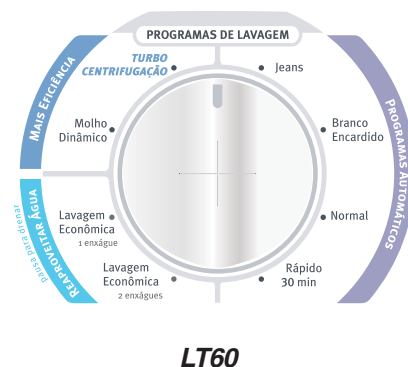 PROGRAMAS DE LAVAGEM
TURBO
CENTRIFUGAÇÃO
Jeans
MAIS EFICIÊNCIA
Molho
Dinâmico
Branco
Encardido
PROGRAMAS AUTOMÁTICOS
REAPROVEITAR ÁGUA
pausa para drenar
Lavagem
Econômica
1 enxágue
Normal
Lavagem
Econômica
2 enxágues
Rápido
30 min
LT60